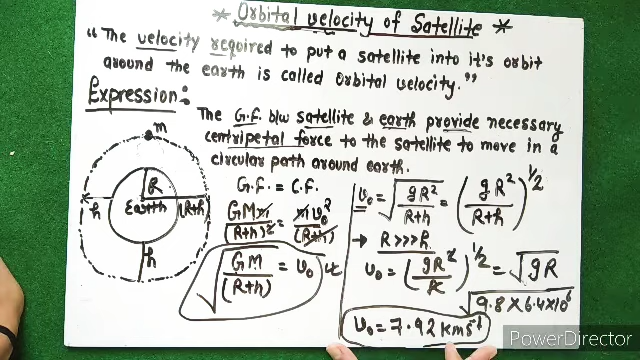 * Orbital velocity of Satellite *
" The velocity required to put a satellite into it's orbit
around the earth is called Orbital velocity."
Expression:
The G.F. b/w satellite & earth provide necessary
centripetal force to the satellite to move in a
circular path around earth.
m
R
h Earth (R+h)
h
G.F. = C.F.
GMm/(R+h)² = mv₀²/(R+h)
√(GM/(R+h)) = v₀
v₀ = √(gR²/(R+h)) = (gR²/(R+h))^1/2
→ R>>>h
v₀ = (gR²/R)^1/2 = √gR
√9.8×6.4×10⁶
v₀ = 7.92 kms⁻¹
PowerDirector